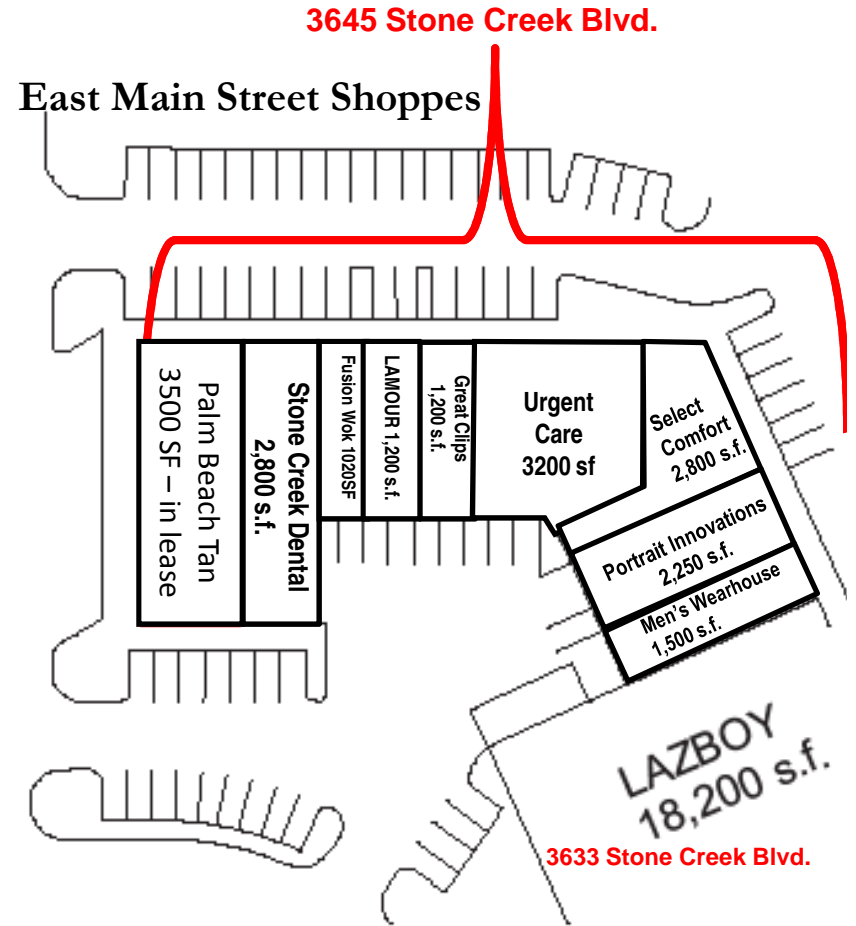 3645 Stone Creek Blvd.
East Main Street Shoppes
Palm Beach Tan
3500 SF – in lease
Stone Creek Dental
2,800 s.f.
Fusion Wok 1020SF
LAMOUR 1,200 s.f.
Great Clips
1,200 s.f.
Urgent
Care
3200 sf
Select
Comfort
2,800 s.f.
Portrait Innovations
2,250 s.f.
Men's Wearhouse
1,500 s.f.
LAZBOY
18,200 s.f.
3633 Stone Creek Blvd.